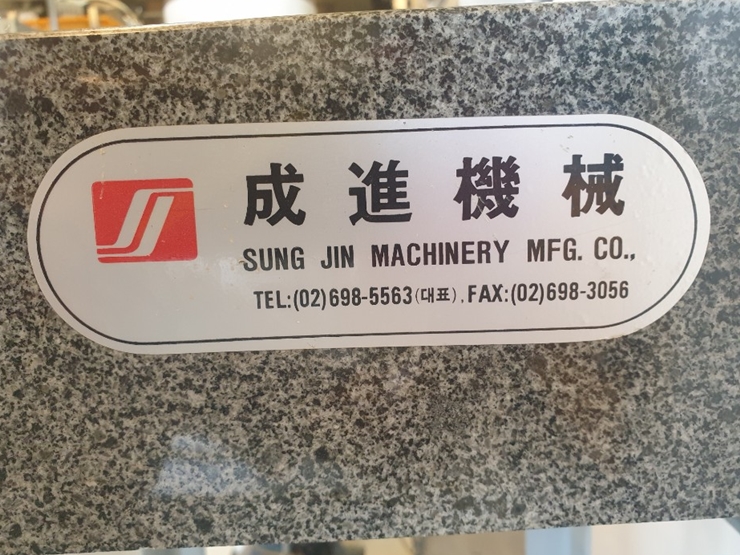 成進機械
SUNG JIN MACHINERY MFG. CO.,
TEL:(02)698-5563(대표). FAX:(02)698-3056